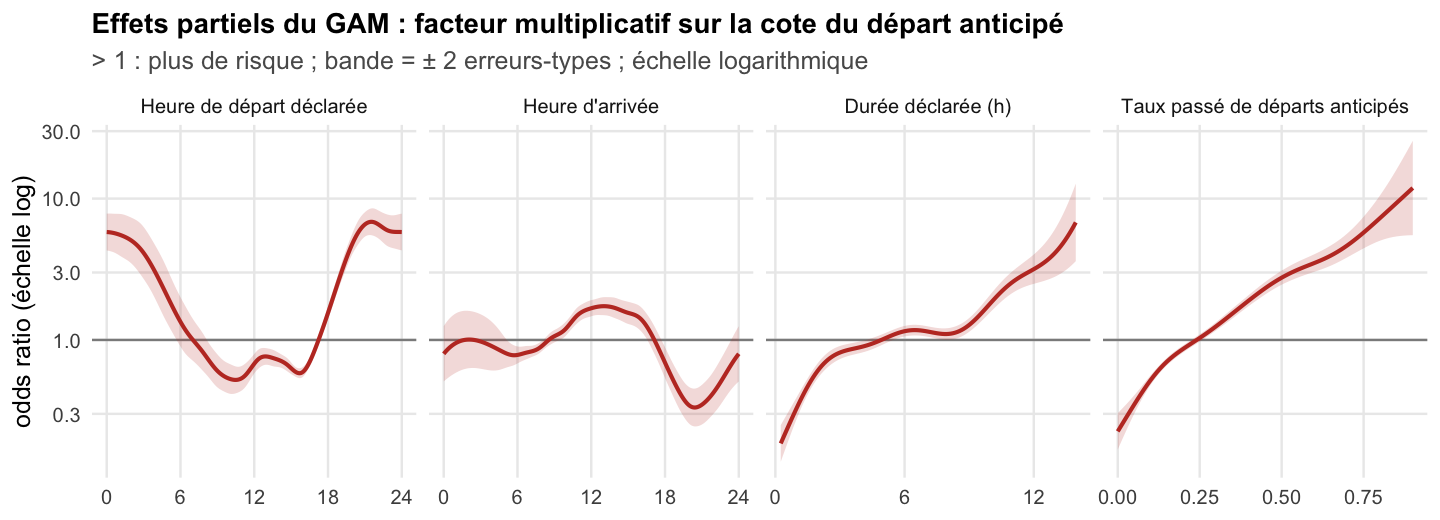 Effets partiels du GAM : facteur multiplicatif sur la cote du départ anticipé
> 1 : plus de risque ; bande = ± 2 erreurs-types ; échelle logarithmique
Heure de départ déclarée
Heure d'arrivée
Durée déclarée (h)
Taux passé de départs anticipés
odds ratio (échelle log)
30.0
10.0
3.0
1.0
0.3
0 6 12 18 24
0 6 12 18 24
0 6 12
0.00 0.25 0.50 0.75